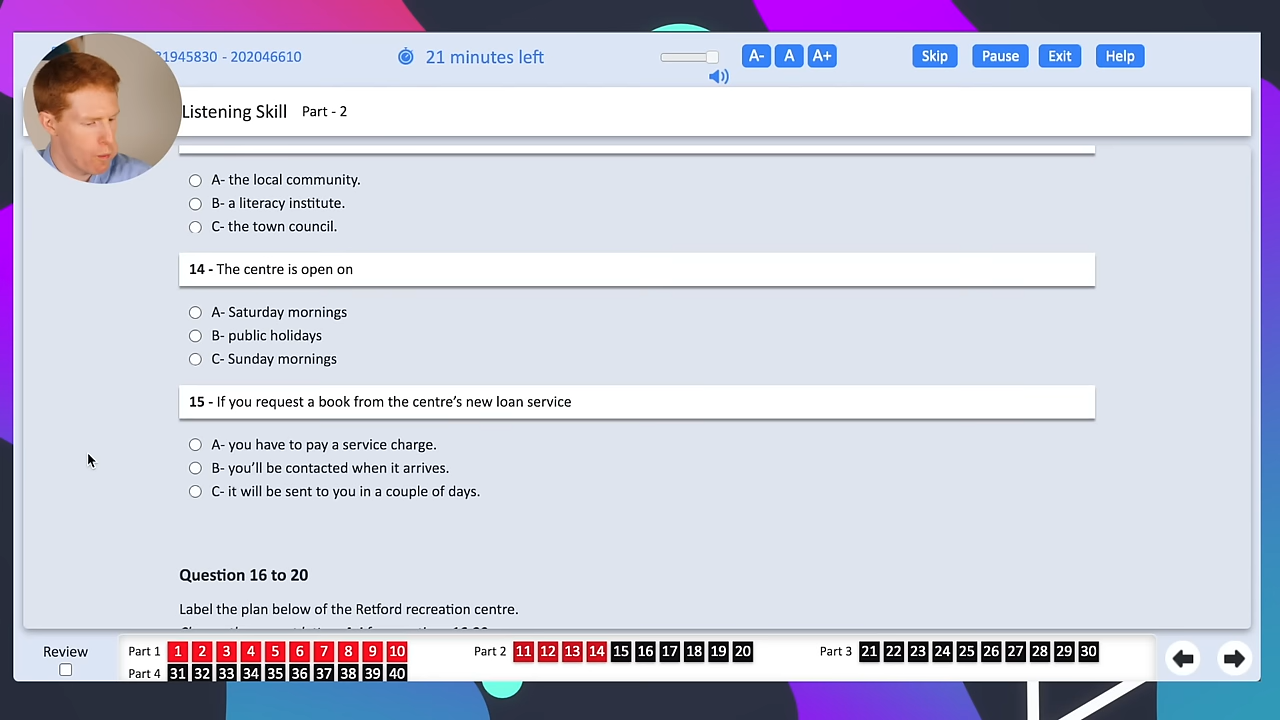 31945830 - 202046610
21 minutes left
A-
A
A+
Skip
Pause
Exit
Help
Listening Skill Part - 2
A- the local community.
B- a literacy institute.
C- the town council.
14 - The centre is open on
A- Saturday mornings
B- public holidays
C- Sunday mornings
15 - If you request a book from the centre's new loan service
A- you have to pay a service charge.
B- you'll be contacted when it arrives.
C- it will be sent to you in a couple of days.
Question 16 to 20
Label the plan below of the Retford recreation centre.
Review
Part 1 1 2 3 4 5 6 7 8 9 10
Part 2 11 12 13 14 15 16 17 18 19 20
Part 3 21 22 23 24 25 26 27 28 29 30
Part 4 31 32 33 34 35 36 37 38 39 40